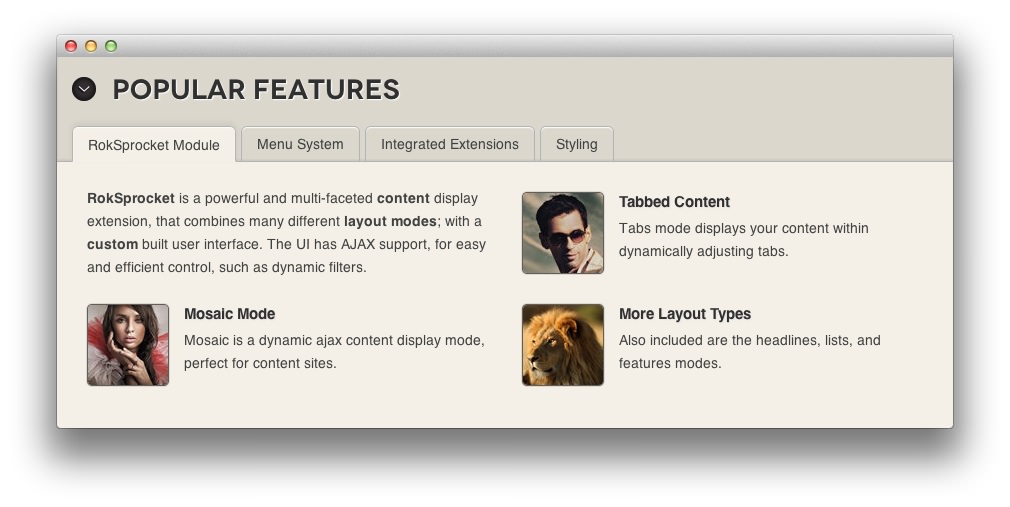 POPULAR FEATURES
RokSprocket Module
Menu System
Integrated Extensions
Styling
RokSprocket is a powerful and multi-faceted content display
extension, that combines many different layout modes; with a
custom built user interface. The UI has AJAX support, for easy
and efficient control, such as dynamic filters.
Tabbed Content
Tabs mode displays your content within
dynamically adjusting tabs.
Mosaic Mode
Mosaic is a dynamic ajax content display mode,
perfect for content sites.
More Layout Types
Also included are the headlines, lists, and
features modes.